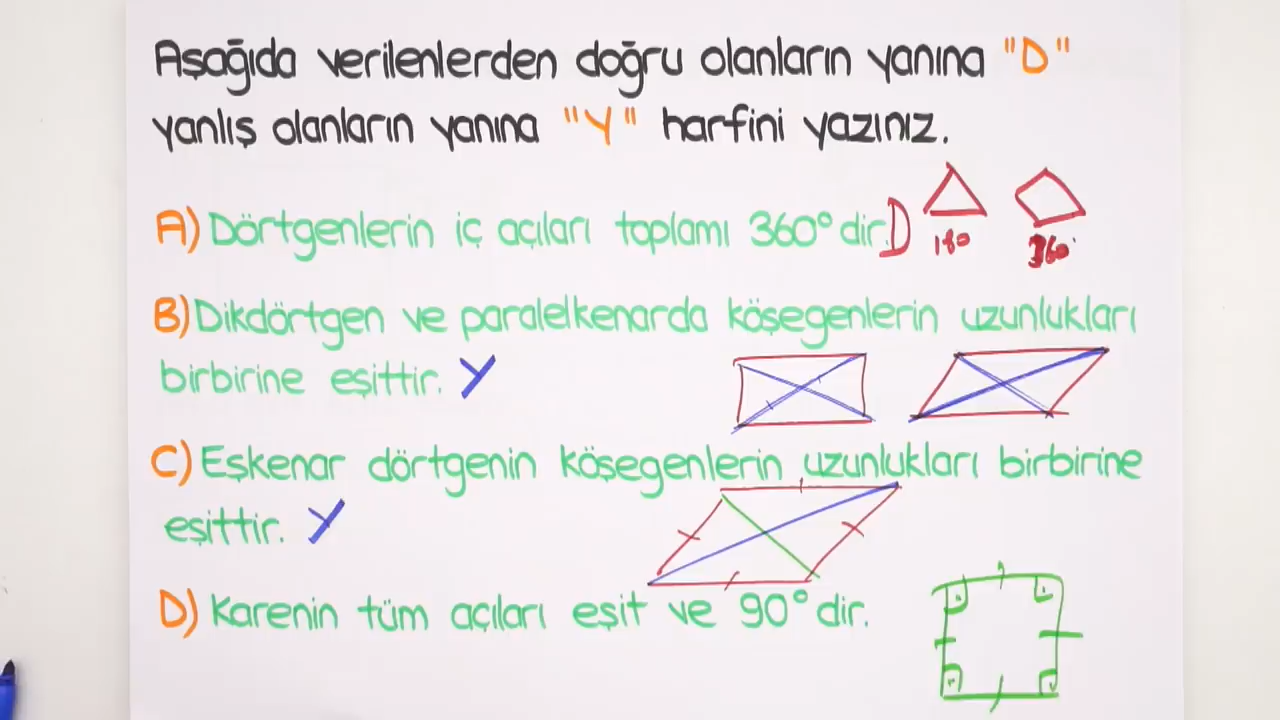 Aşağıda verilenlerden doğru olanların yanına "D"
yanlış olanların yanına "Y" harfini yazınız.
A) Dörtgenlerin iç açıları toplamı 360° dir. D
180
360°
B) Dikdörtgen ve paralelkenarda köşegenlerin uzunlukları
birbirine eşittir. Y
C) Eşkenar dörtgenin köşegenlerin uzunlukları birbirine
eşittir. Y
D) Karenin tüm açıları eşit ve 90° dir.